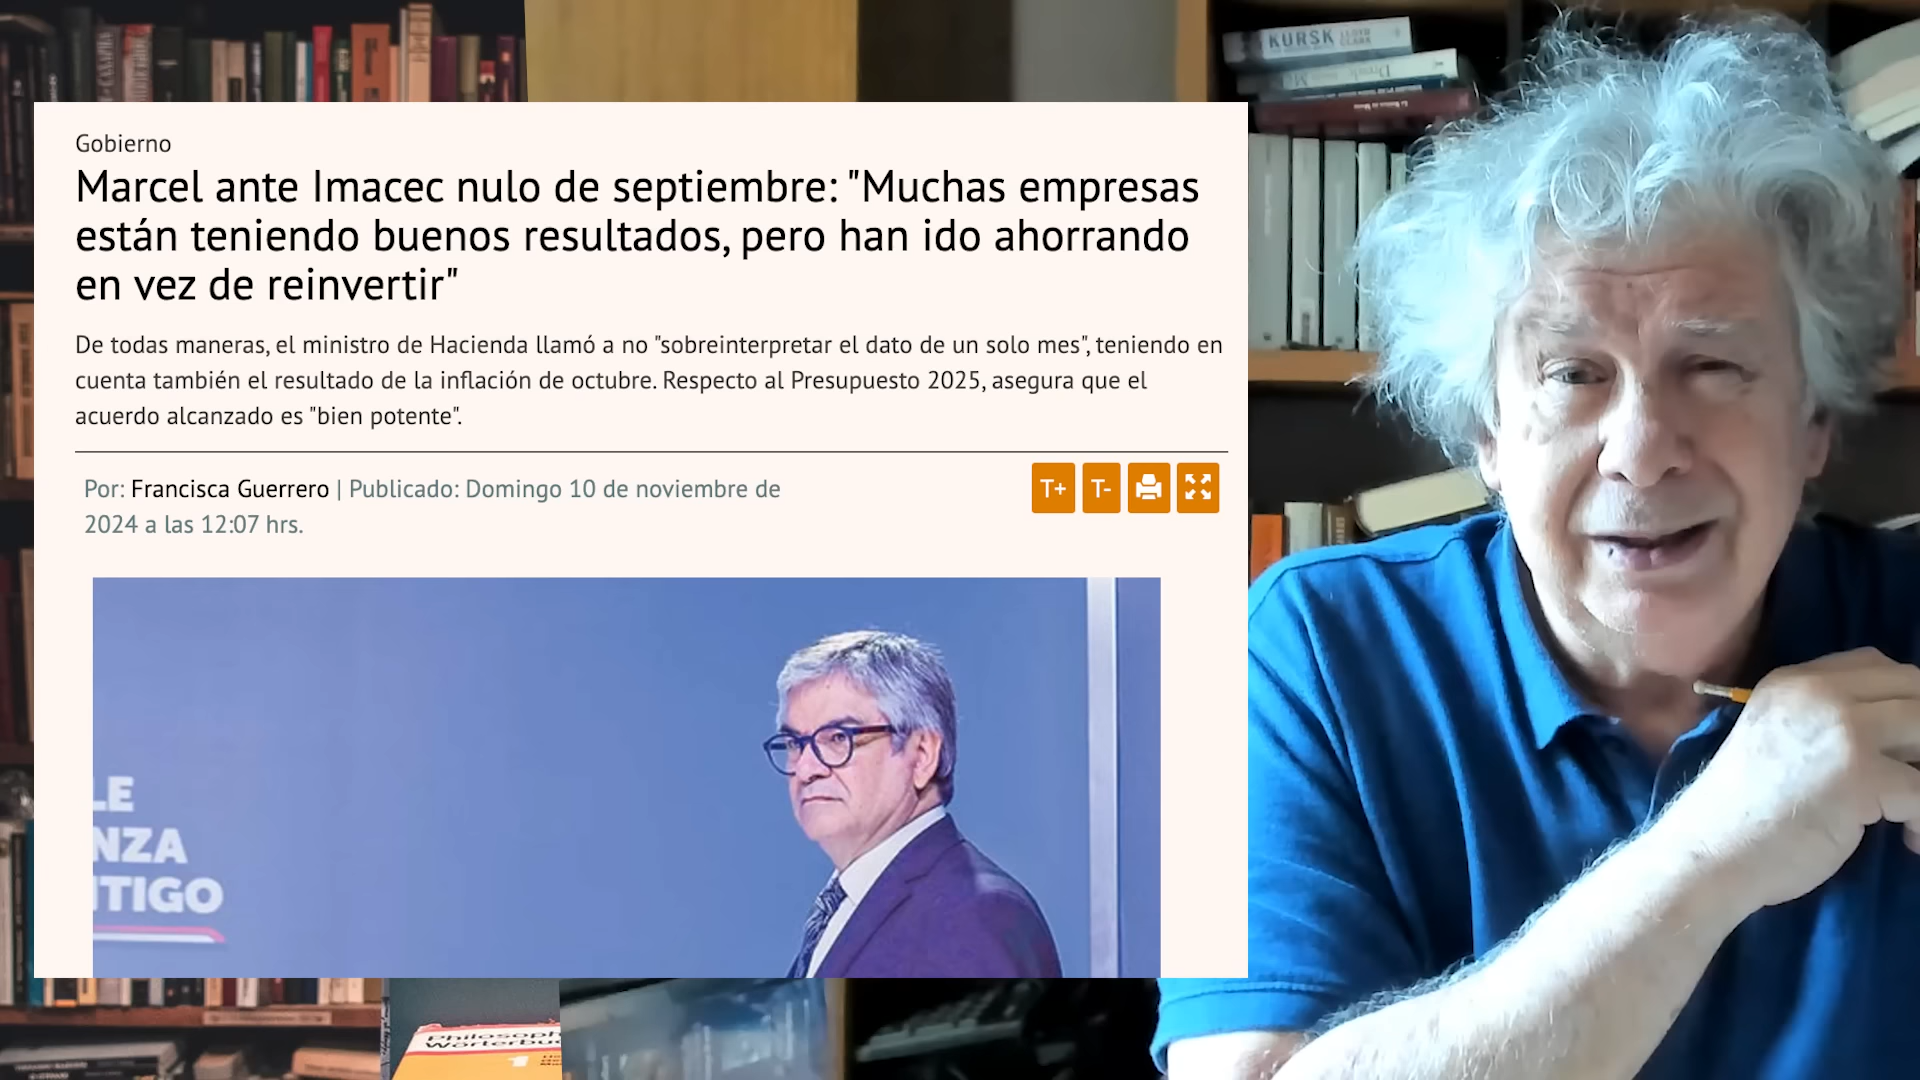 KURSK LLOYD
CLARK
Gobierno
Marcel ante Imacec nulo de septiembre: "Muchas empresas
están teniendo buenos resultados, pero han ido ahorrando
en vez de reinvertir"
De todas maneras, el ministro de Hacienda llamó a no "sobreinterpretar el dato de un solo mes", teniendo en
cuenta también el resultado de la inflación de octubre. Respecto al Presupuesto 2025, asegura que el
acuerdo alcanzado es "bien potente".
Por: Francisca Guerrero | Publicado: Domingo 10 de noviembre de
2024 a las 12:07 hrs.
T+ T-
LE
NZA
NTIGO